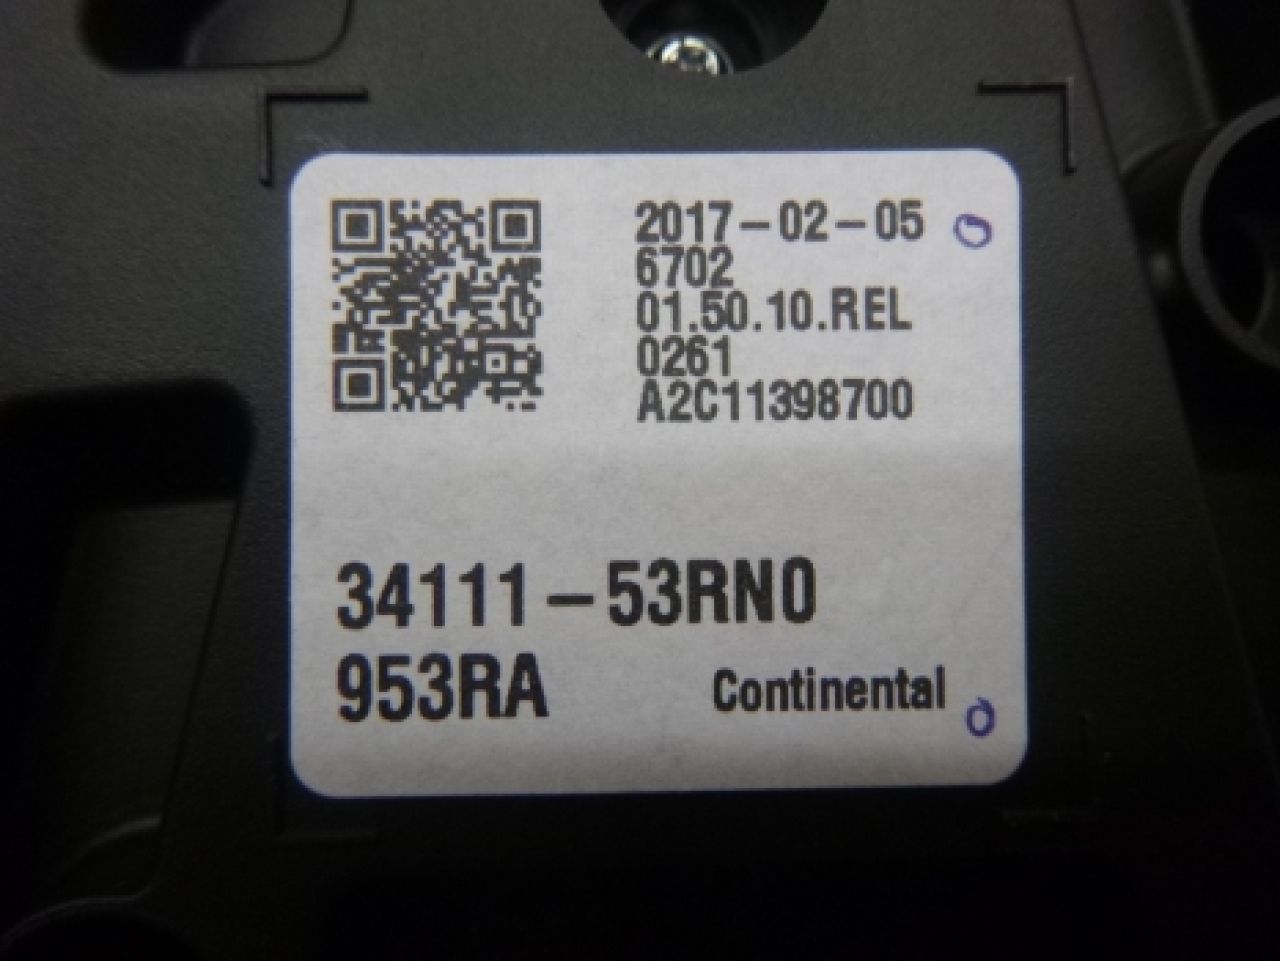 2017-02-05
6702
01.50.10.REL
0261
A2C11398700
34111-53RN0
953RA
Continental